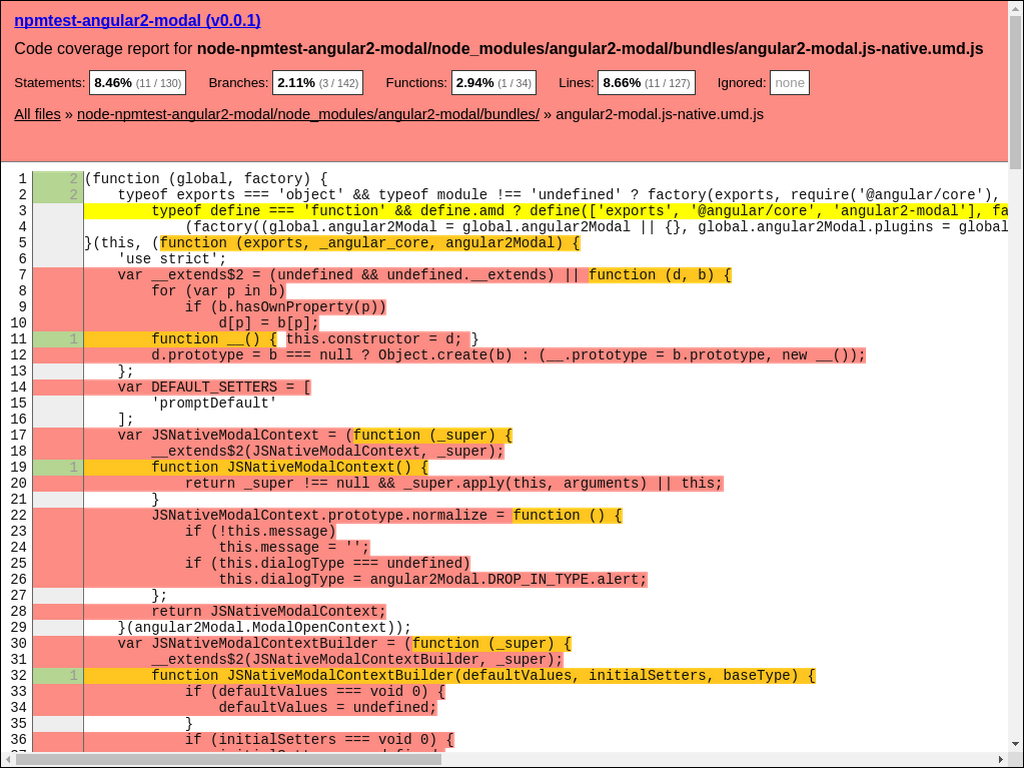 npmtest-angular2-modal (v0.0.1)
Code coverage report for node-npmtest-angular2-modal/node_modules/angular2-modal/bundles/angular2-modal.js-native.umd.js
Statements: 8.46% (11 / 130) Branches: 2.11% (3 / 142) Functions: 2.94% (1 / 34) Lines: 8.66% (11 / 127) Ignored: none
All files » node-npmtest-angular2-modal/node_modules/angular2-modal/bundles/ » angular2-modal.js-native.umd.js
1 2 (function (global, factory) {
2 2     typeof exports === 'object' && typeof module !== 'undefined' ? factory(exports, require('@angular/core'),
3         typeof define === 'function' && define.amd ? define(['exports', '@angular/core', 'angular2-modal'], fa
4             (factory((global.angular2Modal = global.angular2Modal || {}, global.angular2Modal.plugins = global
5 }(this, (function (exports, _angular_core, angular2Modal) {
6     'use strict';
7     var __extends$2 = (undefined && undefined.__extends) || function (d, b) {
8         for (var p in b)
9             if (b.hasOwnProperty(p))
10                 d[p] = b[p];
11 1         function __() { this.constructor = d; }
12         d.prototype = b === null ? Object.create(b) : (__.prototype = b.prototype, new __());
13     };
14     var DEFAULT_SETTERS = [
15         'promptDefault'
16     ];
17     var JSNativeModalContext = (function (_super) {
18         __extends$2(JSNativeModalContext, _super);
19 1         function JSNativeModalContext() {
20             return _super !== null && _super.apply(this, arguments) || this;
21         }
22         JSNativeModalContext.prototype.normalize = function () {
23             if (!this.message)
24                 this.message = '';
25             if (this.dialogType === undefined)
26                 this.dialogType = angular2Modal.DROP_IN_TYPE.alert;
27         };
28         return JSNativeModalContext;
29     }(angular2Modal.ModalOpenContext));
30     var JSNativeModalContextBuilder = (function (_super) {
31         __extends$2(JSNativeModalContextBuilder, _super);
32 1         function JSNativeModalContextBuilder(defaultValues, initialSetters, baseType) {
33             if (defaultValues === void 0) {
34                 defaultValues = undefined;
35             }
36             if (initialSetters === void 0) {